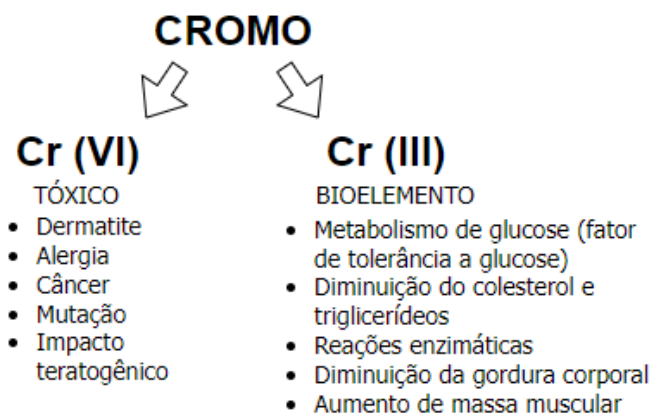 CROMO
Cr (VI)
TÓXICO
• Dermatite
• Alergia
• Câncer
• Mutação
• Impacto
teratogênico
Cr (III)
BIOELEMENTO
• Metabolismo de glucose (fator
de tolerância a glucose)
• Diminuição do colesterol e
triglicerídeos
• Reações enzimáticas
• Diminuição da gordura corporal
• Aumento de massa muscular